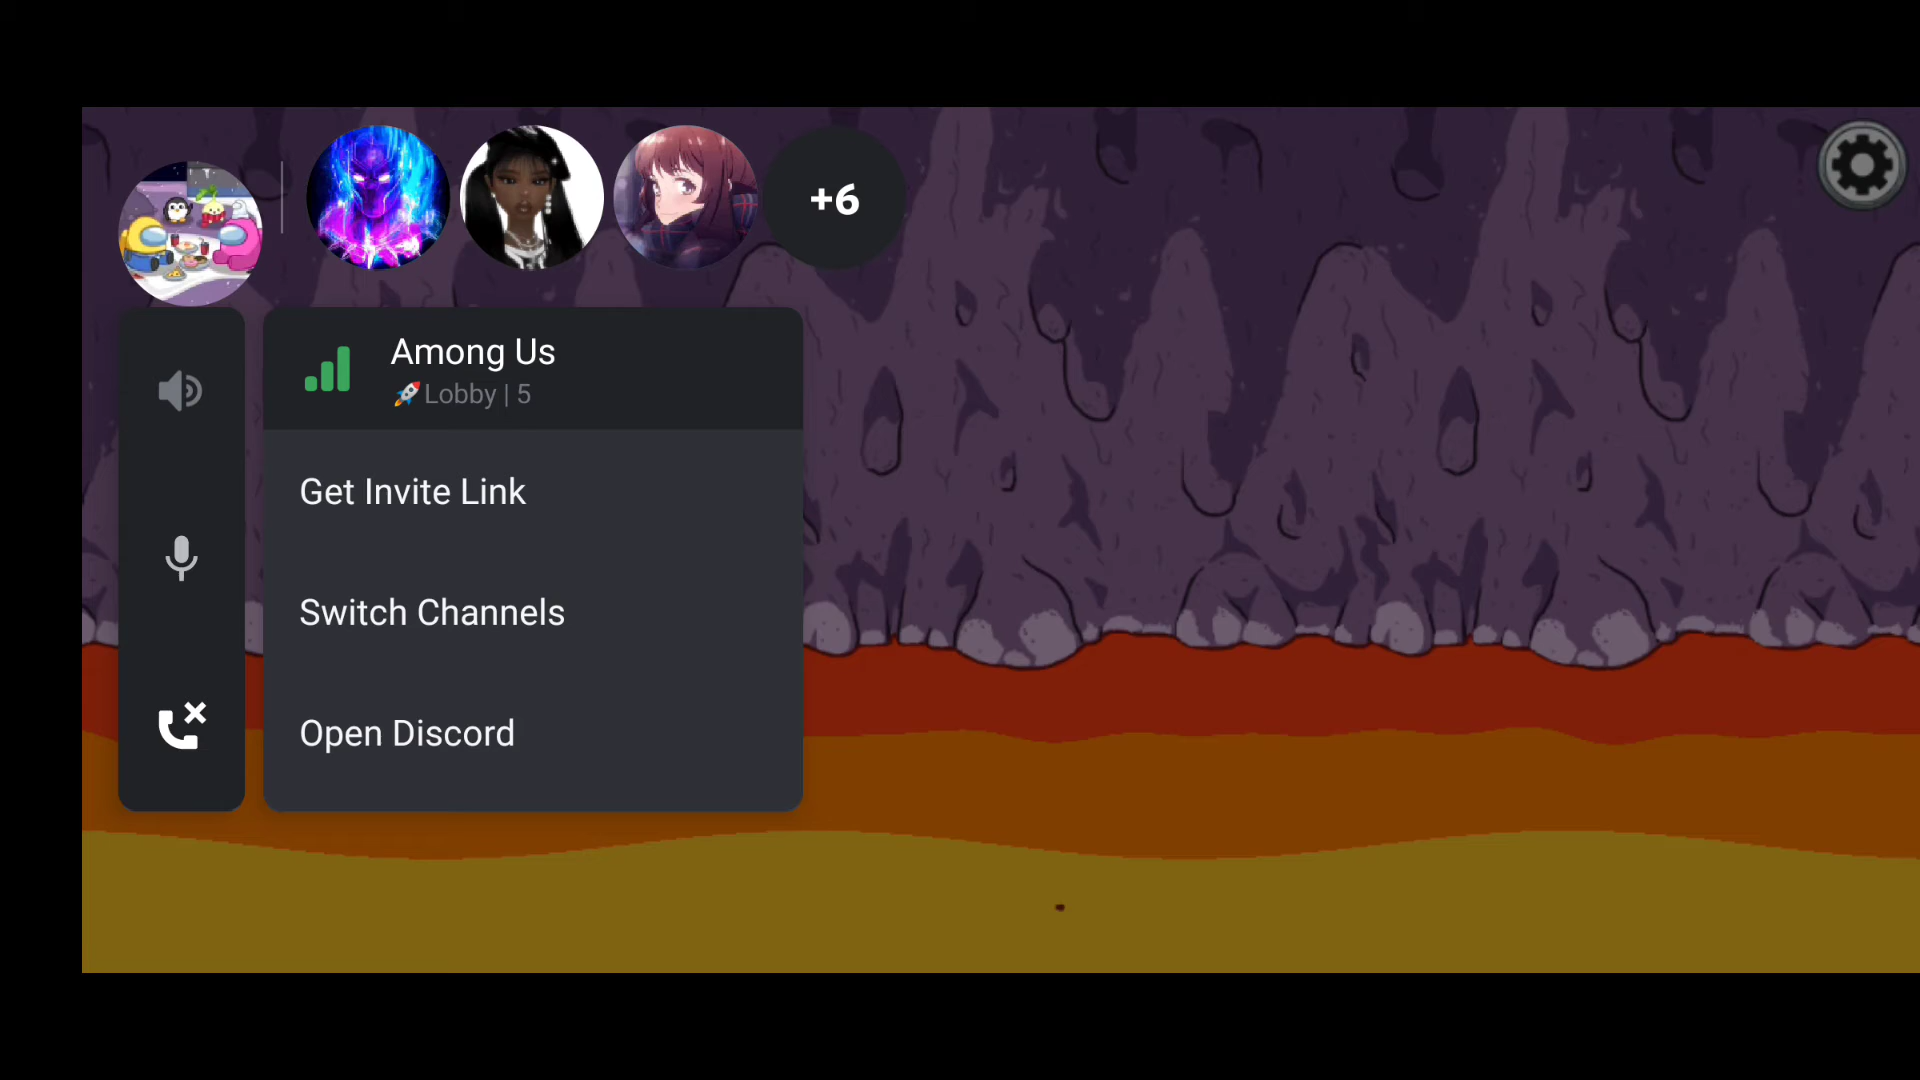 +6
Among Us
🚀Lobby | 5
Get Invite Link
Switch Channels
Open Discord